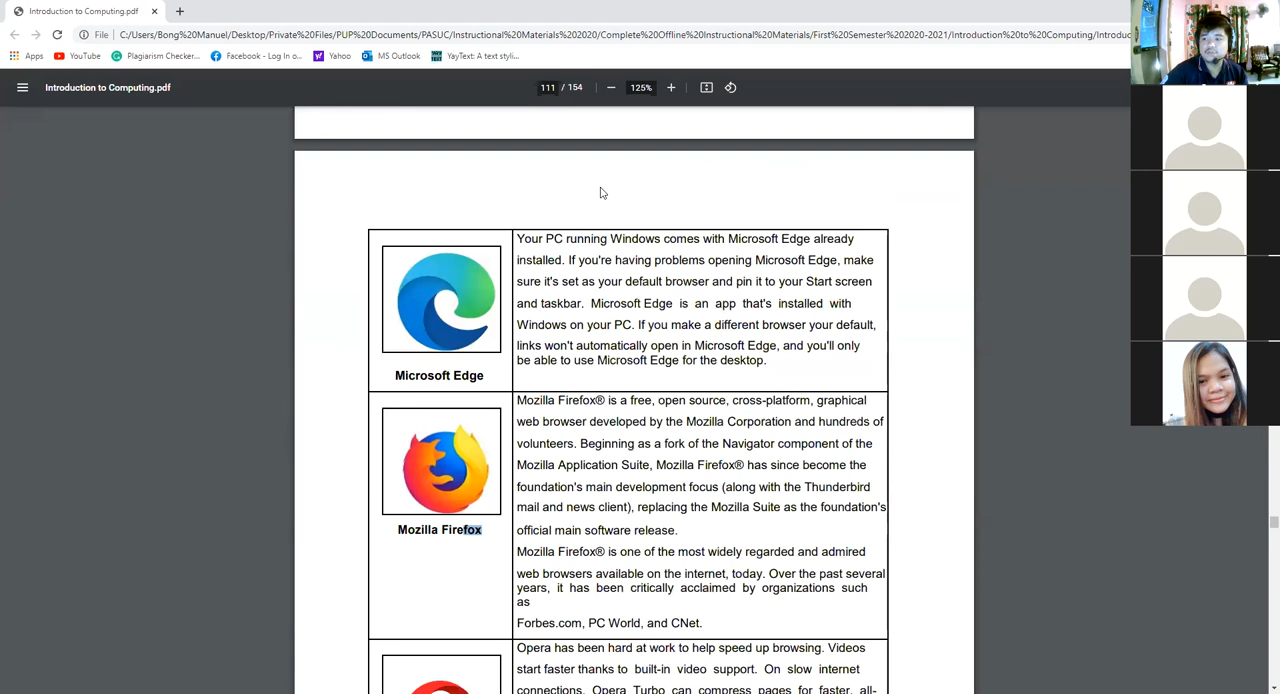 Introduction to Computing.pdf
File
C:/Users/Bong%20Manuel/Desktop/Private%20Files/PUP%20Documents/PASUC/Instructional%20Materials%202020/Complete%20Offline%20Instructional%20Materials/First%20Semester%202020-2021/Introduction%20to%20Computing/Introduc
Apps
YouTube
Plagiarism Checker...
Facebook - Log In o...
Yahoo
MS Outlook
YayText: A text styli...
Introduction to Computing.pdf
111 / 154
125%
Your PC running Windows comes with Microsoft Edge already
installed. If you're having problems opening Microsoft Edge, make
sure it's set as your default browser and pin it to your Start screen
and taskbar. Microsoft Edge is an app that's installed with
Windows on your PC. If you make a different browser your default,
links won't automatically open in Microsoft Edge, and you'll only
be able to use Microsoft Edge for the desktop.
Microsoft Edge
Mozilla Firefox® is a free, open source, cross-platform, graphical
web browser developed by the Mozilla Corporation and hundreds of
volunteers. Beginning as a fork of the Navigator component of the
Mozilla Application Suite, Mozilla Firefox® has since become the
foundation's main development focus (along with the Thunderbird
mail and news client), replacing the Mozilla Suite as the foundation's
official main software release.
Mozilla Firefox
Mozilla Firefox® is one of the most widely regarded and admired
web browsers available on the internet, today. Over the past several
years, it has been critically acclaimed by organizations such
as
Forbes.com, PC World, and CNet.
Opera has been hard at work to help speed up browsing. Videos
start faster thanks to built-in video support. On slow internet
connections, Opera Turbo can compress pages for faster, all-